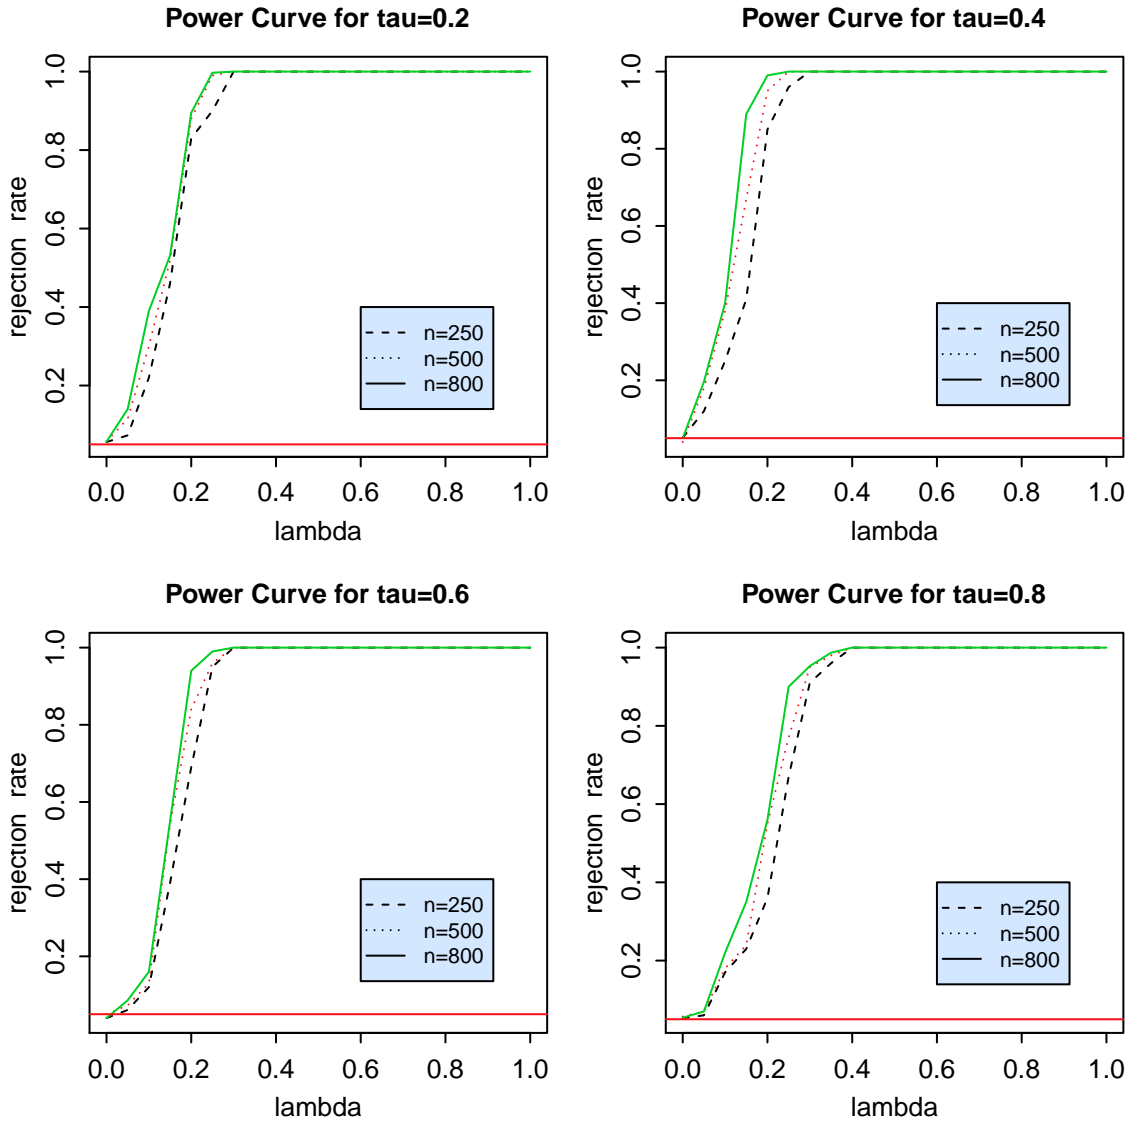 Power Curve for tau=0.2
rejection rate
1.0
0.8
0.6
0.4
0.2
n=250
n=500
n=800
0.0 0.2 0.4 0.6 0.8 1.0
lambda
Power Curve for tau=0.4
rejection rate
1.0
0.8
0.6
0.4
0.2
n=250
n=500
n=800
0.0 0.2 0.4 0.6 0.8 1.0
lambda
Power Curve for tau=0.6
rejection rate
1.0
0.8
0.6
0.4
0.2
n=250
n=500
n=800
0.0 0.2 0.4 0.6 0.8 1.0
lambda
Power Curve for tau=0.8
rejection rate
1.0
0.8
0.6
0.4
0.2
n=250
n=500
n=800
0.0 0.2 0.4 0.6 0.8 1.0
lambda